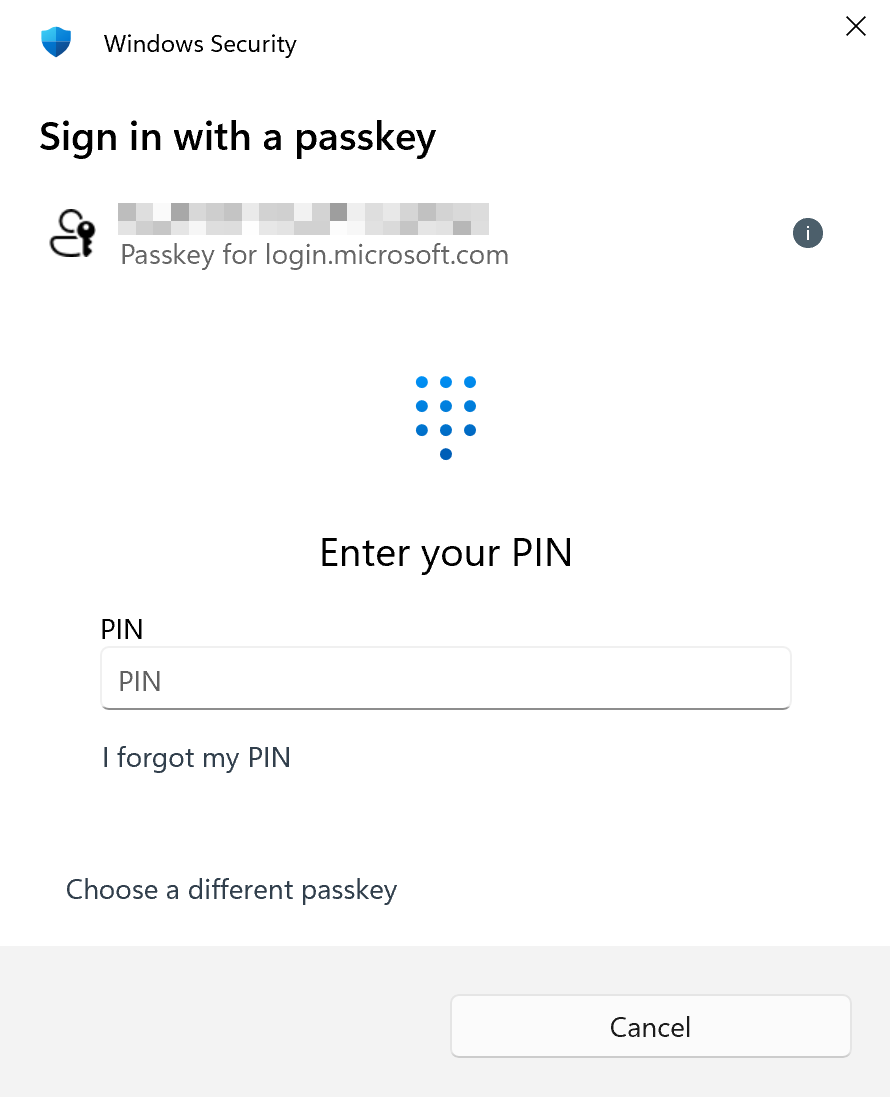 Windows Security
Sign in with a passkey
Passkey for login.microsoft.com
i
Enter your PIN
PIN
PIN
I forgot my PIN
Choose a different passkey
Cancel